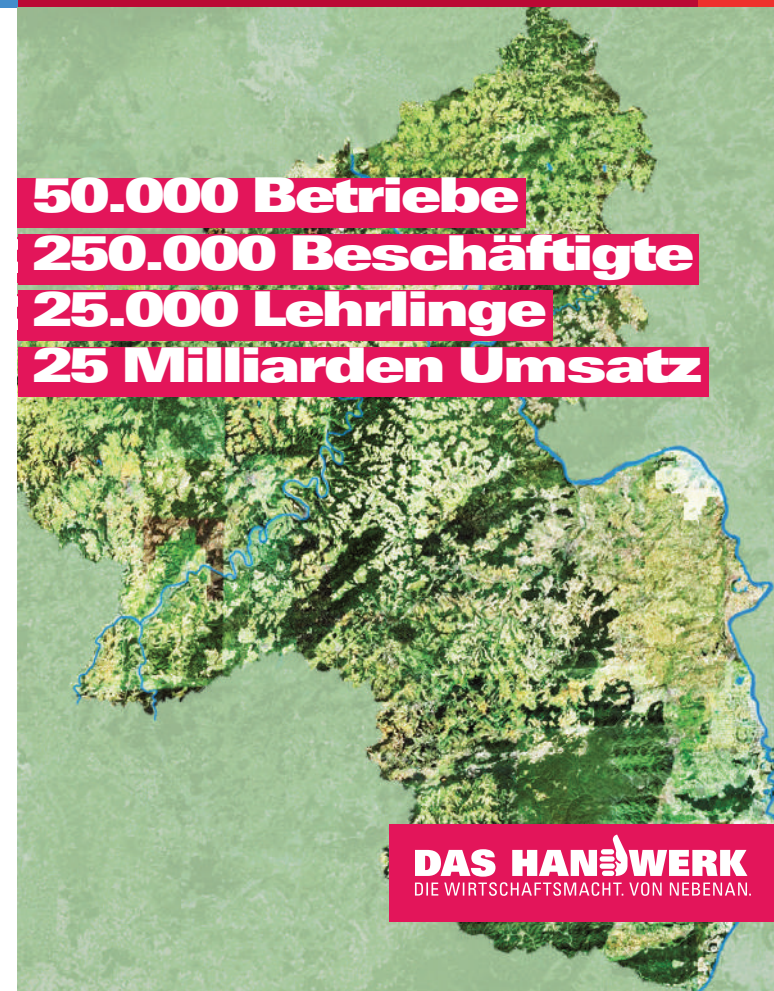 50.000 Betriebe
250.000 Beschäftigte
25.000 Lehrlinge
25 Milliarden Umsatz
DAS HANDWERK
DIE WIRTSCHAFTSMACHT. VON NEBENAN.